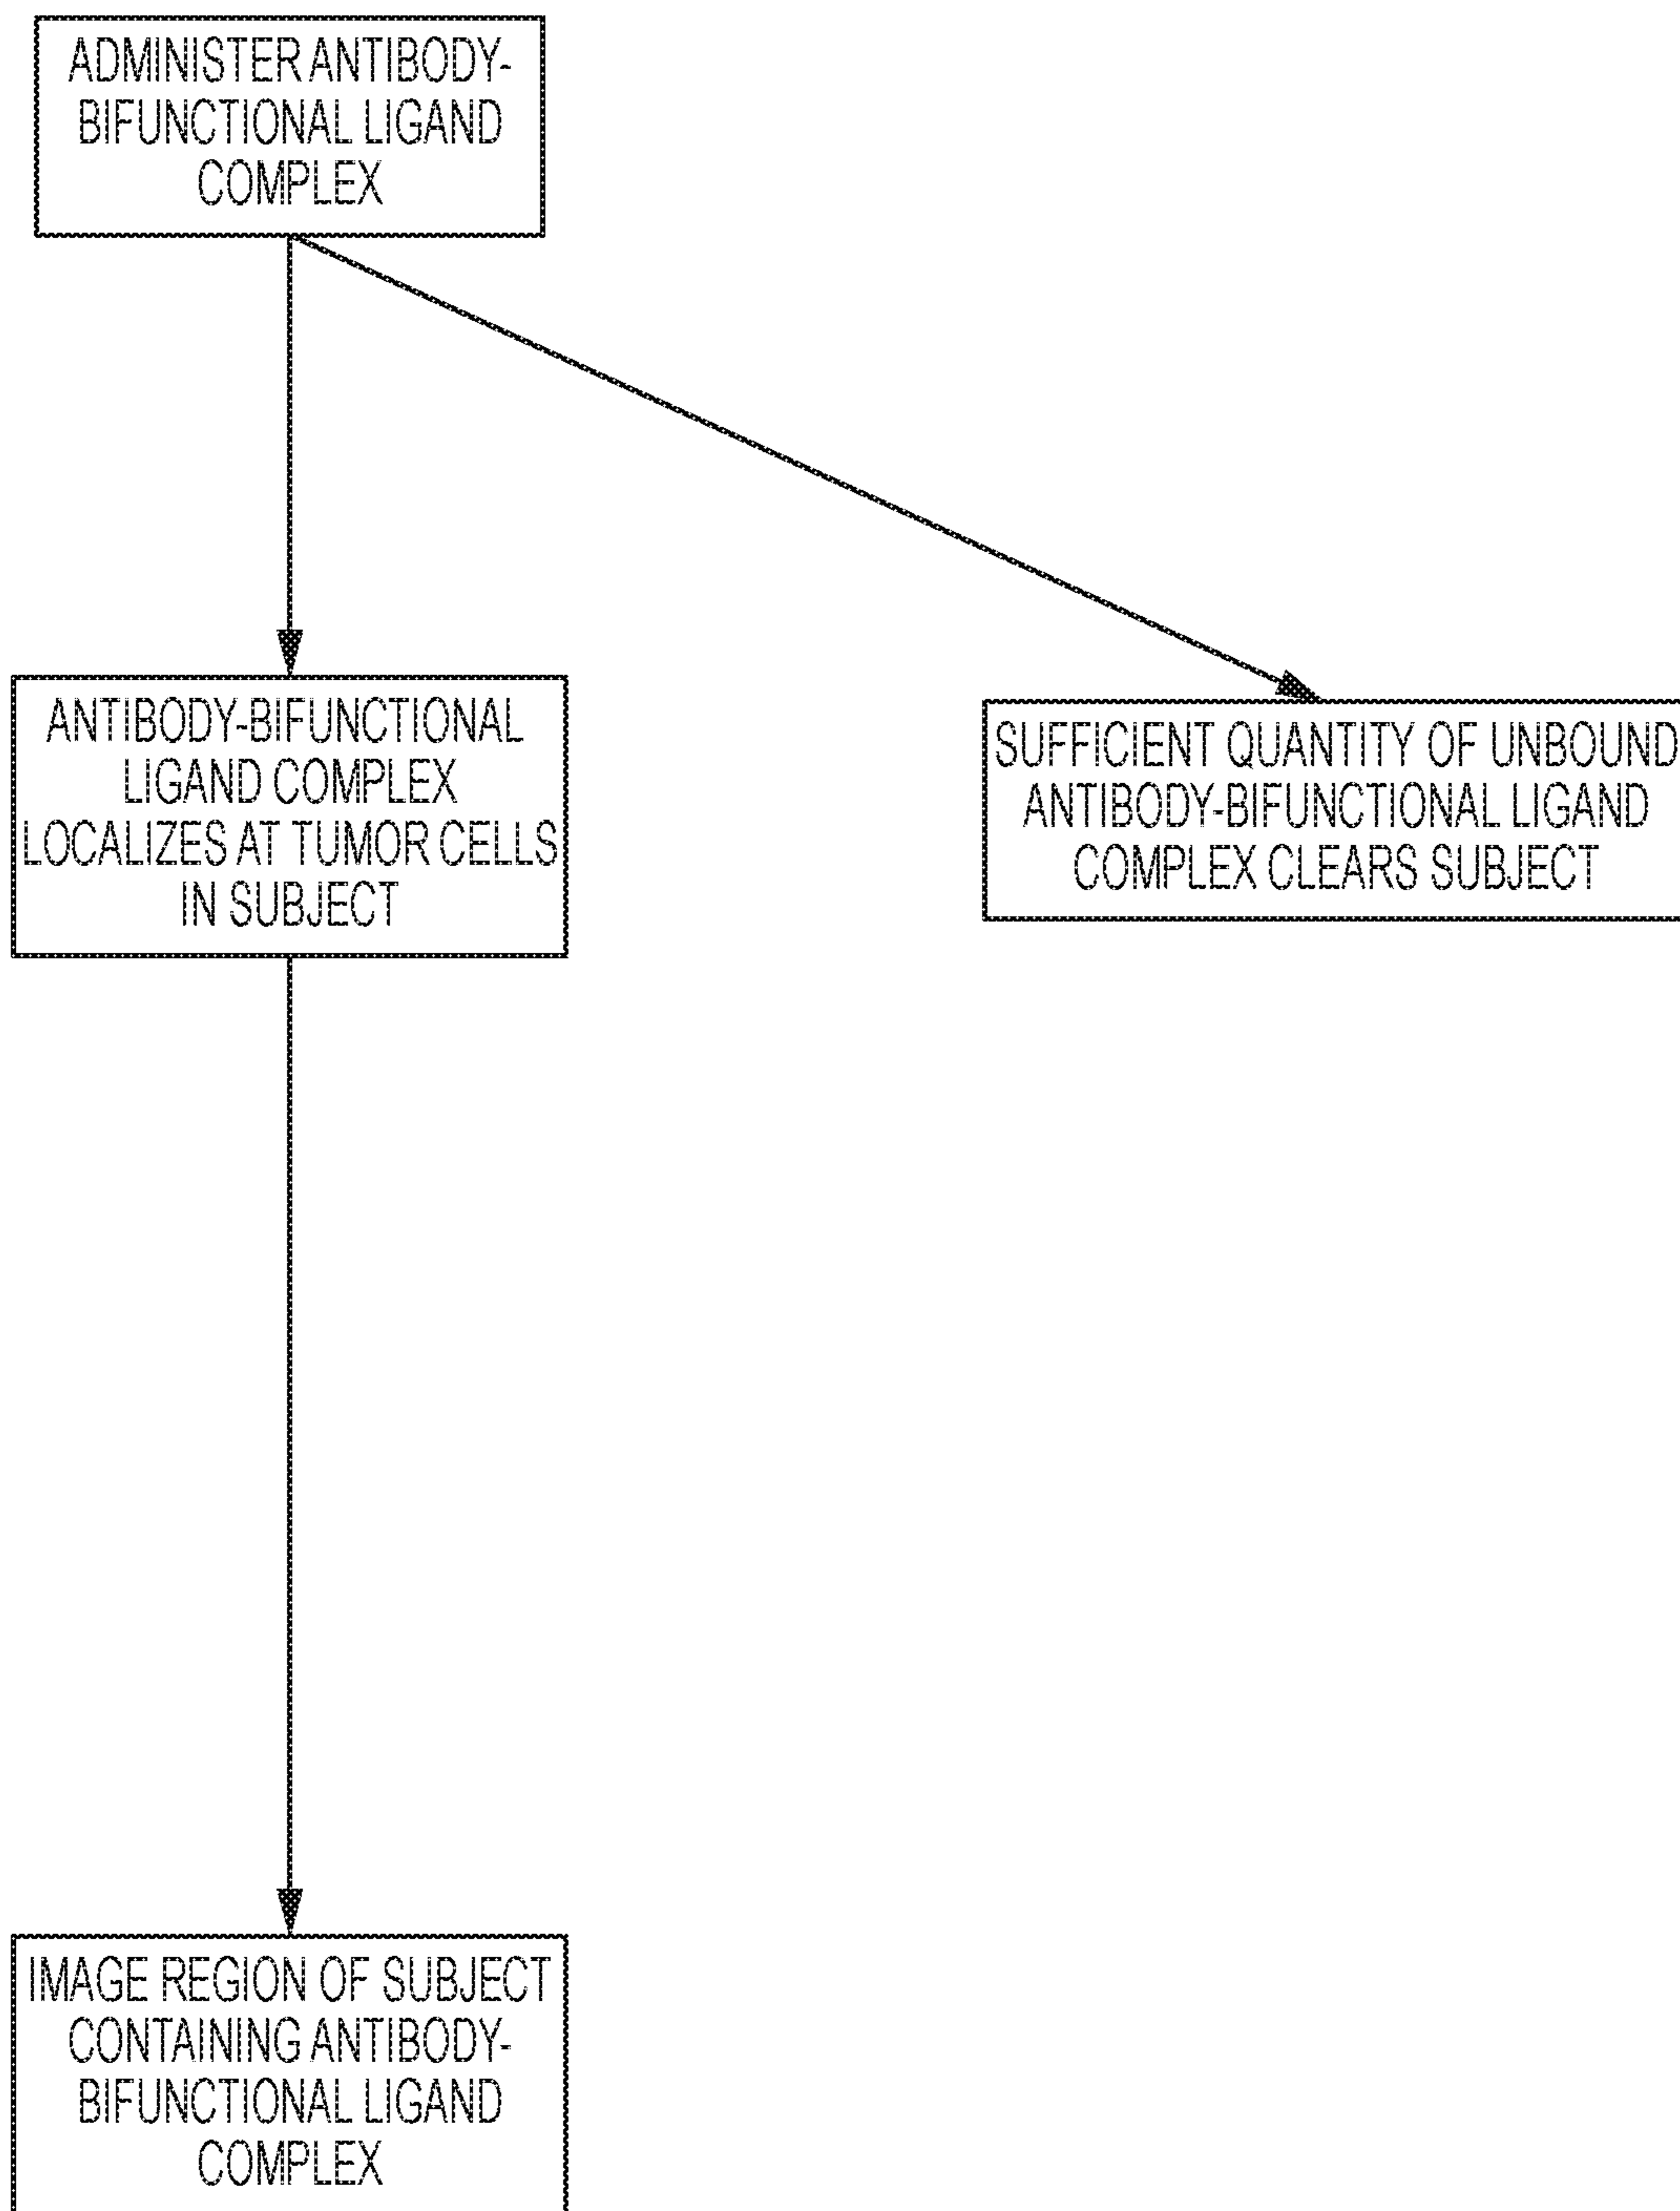 ADMINISTER ANTIBODY-
BIFUNCTIONAL LIGAND
COMPLEX
ANTIBODY-BIFUNCTIONAL
LIGAND COMPLEX
LOCALIZES AT TUMOR CELLS
IN SUBJECT
SUFFICIENT QUANTITY OF UNBOUND
ANTIBODY-BIFUNCTIONAL LIGAND
COMPLEX CLEARS SUBJECT
IMAGE REGION OF SUBJECT
CONTAINING ANTIBODY-
BIFUNCTIONAL LIGAND
COMPLEX